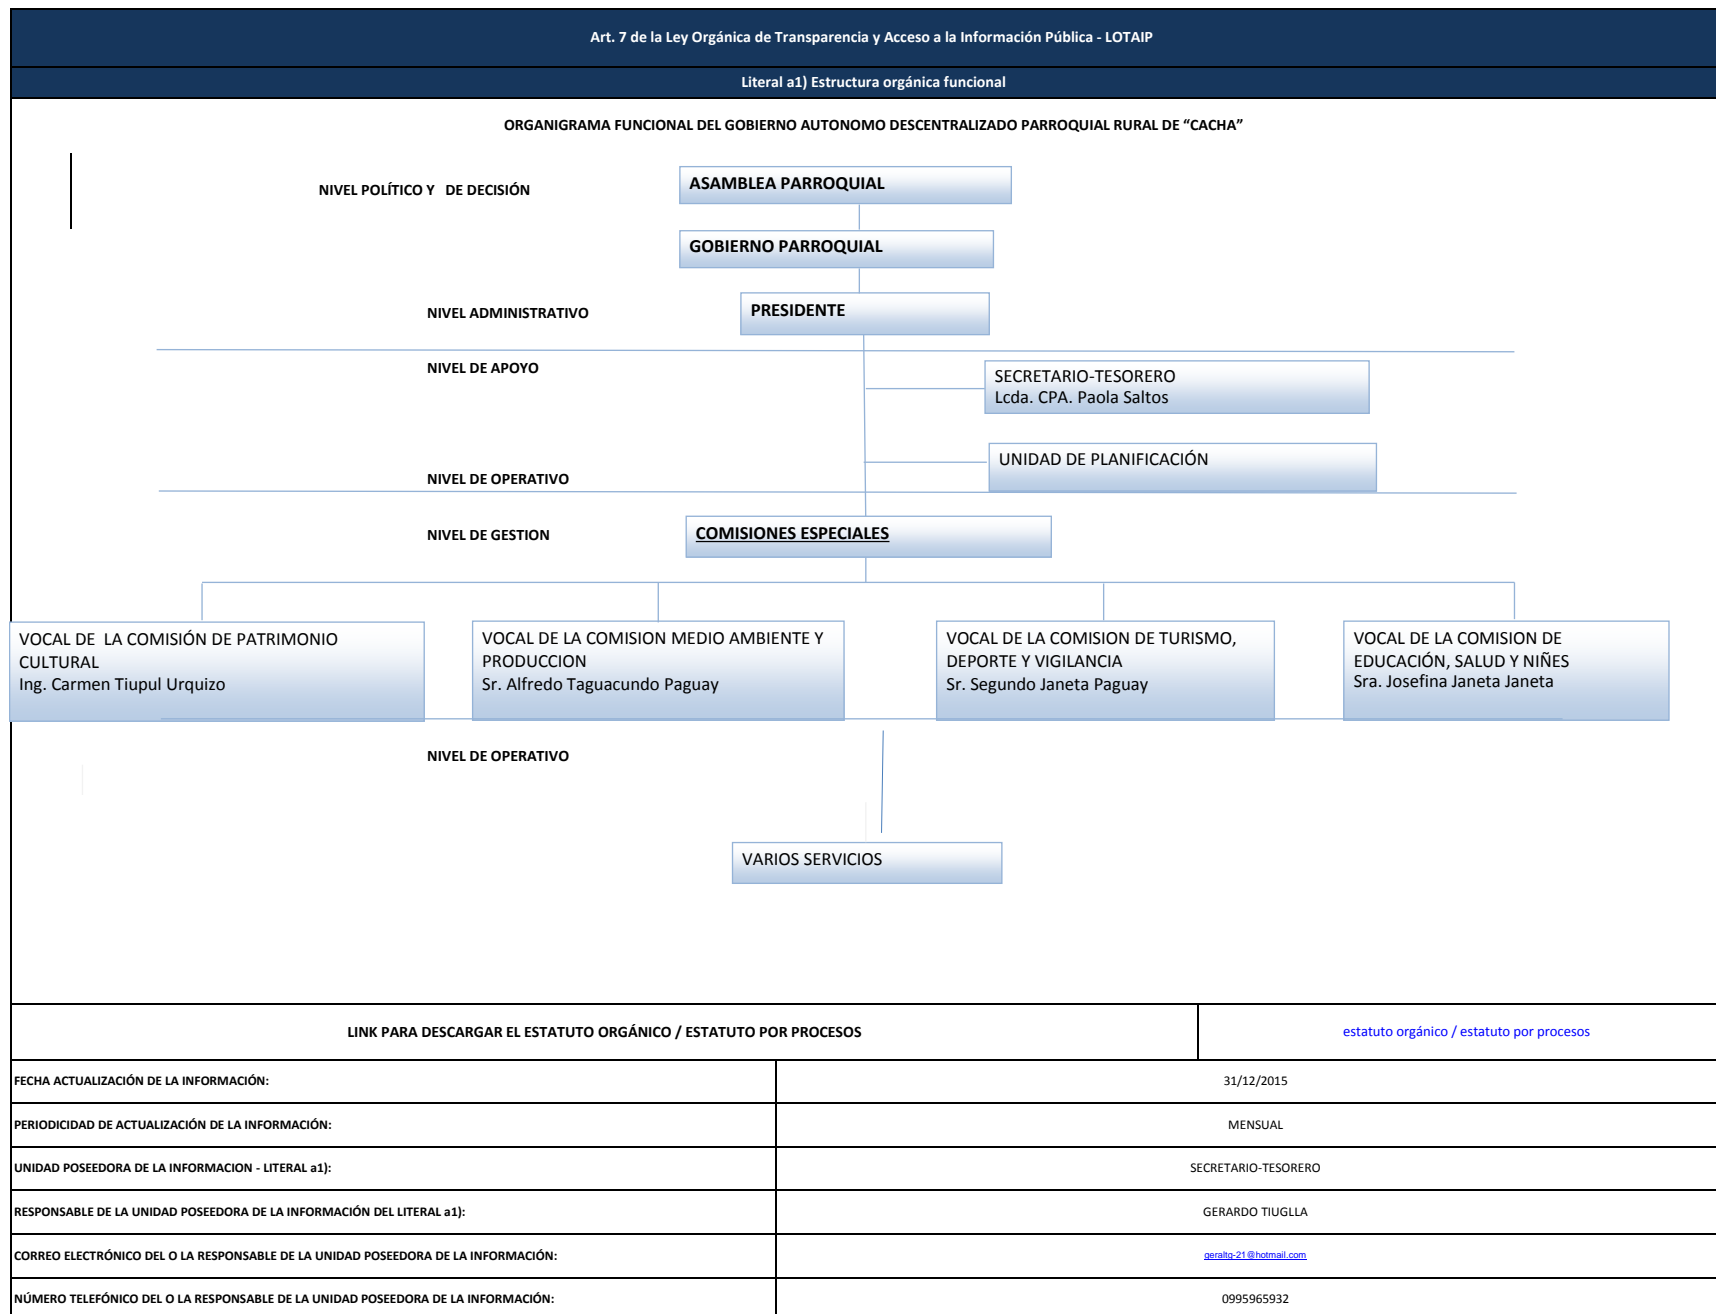 Art. 7 de la Ley Orgánica de Transparencia y Acceso a la Información Pública - LOTAIP
Literal a1) Estructura orgánica funcional
ORGANIGRAMA FUNCIONAL DEL GOBIERNO AUTONOMO DESCENTRALIZADO PARROQUIAL RURAL DE “CACHA”
NIVEL POLÍTICO Y   DE DECISIÓN
ASAMBLEA PARROQUIAL
GOBIERNO PARROQUIAL
NIVEL ADMINISTRATIVO
PRESIDENTE
NIVEL DE APOYO
SECRETARIO-TESORERO
Lcda. CPA. Paola Saltos
UNIDAD DE PLANIFICACIÓN
NIVEL DE OPERATIVO
NIVEL DE GESTION
COMISIONES ESPECIALES
VOCAL DE  LA COMISIÓN DE PATRIMONIO
CULTURAL
Ing. Carmen Tiupul Urquizo
VOCAL DE LA COMISION MEDIO AMBIENTE Y
PRODUCCION
Sr. Alfredo Taguacundo Paguay
VOCAL DE LA COMISION DE TURISMO,
DEPORTE Y VIGILANCIA
Sr. Segundo Janeta Paguay
VOCAL DE LA COMISION DE
EDUCACIÓN, SALUD Y NIÑES
Sra. Josefina Janeta Janeta
NIVEL DE OPERATIVO
VARIOS SERVICIOS
LINK PARA DESCARGAR EL ESTATUTO ORGÁNICO / ESTATUTO POR PROCESOS
estatuto orgánico / estatuto por procesos
FECHA ACTUALIZACIÓN DE LA INFORMACIÓN:
31/12/2015
PERIODICIDAD DE ACTUALIZACIÓN DE LA INFORMACIÓN:
MENSUAL
UNIDAD POSEEDORA DE LA INFORMACION - LITERAL a1):
SECRETARIO-TESORERO
RESPONSABLE DE LA UNIDAD POSEEDORA DE LA INFORMACIÓN DEL LITERAL a1):
GERARDO TIUGLLA
CORREO ELECTRÓNICO DEL O LA RESPONSABLE DE LA UNIDAD POSEEDORA DE LA INFORMACIÓN:
geraltg-21@hotmail.com
NÚMERO TELEFÓNICO DEL O LA RESPONSABLE DE LA UNIDAD POSEEDORA DE LA INFORMACIÓN:
0995965932